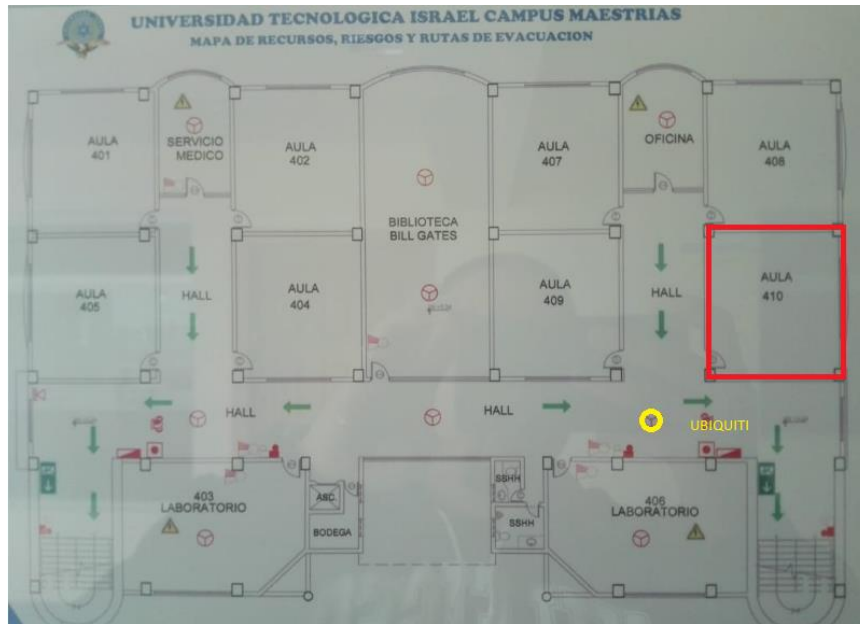 UNIVERSIDAD TECNOLOGICA ISRAEL CAMPUS MAESTRIAS
MAPA DE RECURSOS, RIESGOS Y RUTAS DE EVACUACION
AULA
401
SERVICIO
MEDICO
AULA
402
BIBLIOTECA
BILL GATES
AULA
407
OFICINA
AULA
408
AULA
405
HALL
AULA
404
AULA
409
HALL
AULA
410
HALL
HALL
UBIQUITI
403
LABORATORIO
ASC.
BODEGA
SSHH
SSHH
406
LABORATORIO